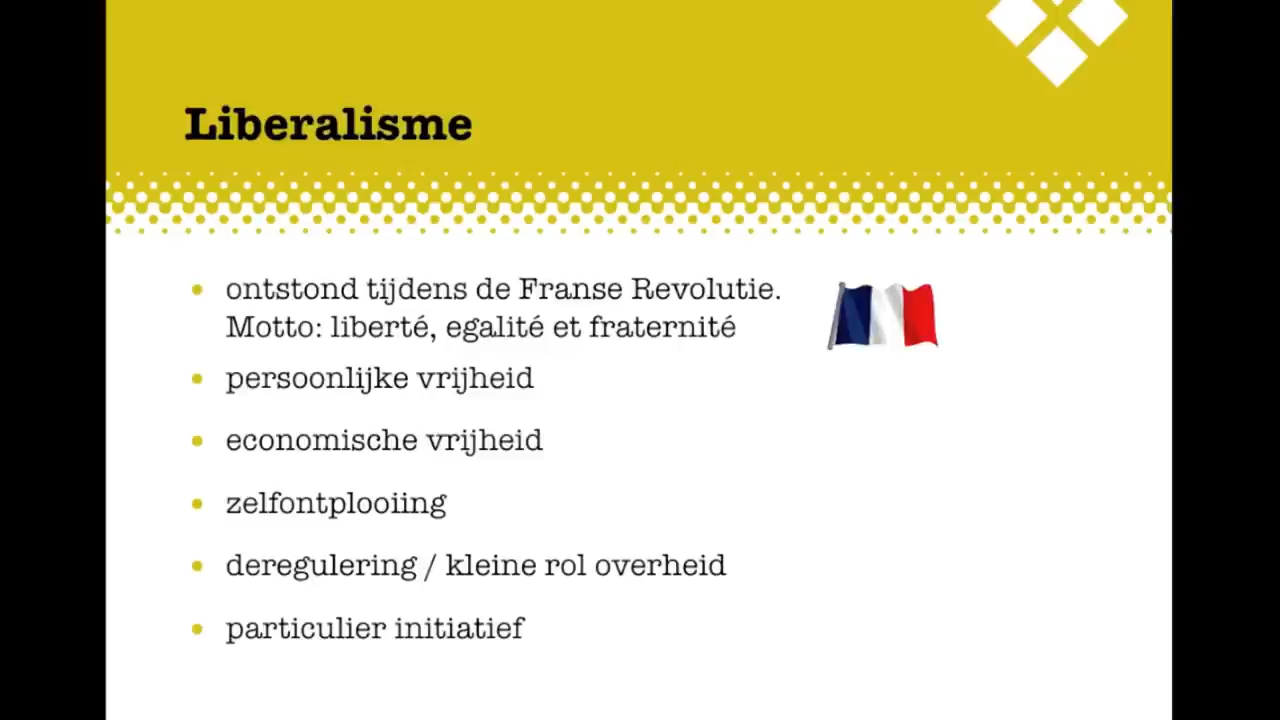 Liberalisme
• ontstond tijdens de Franse Revolutie.
Motto: liberté, egalité et fraternité
• persoonlijke vrijheid
• economische vrijheid
• zelfontplooiing
• deregulering / kleine rol overheid
• particulier initiatief